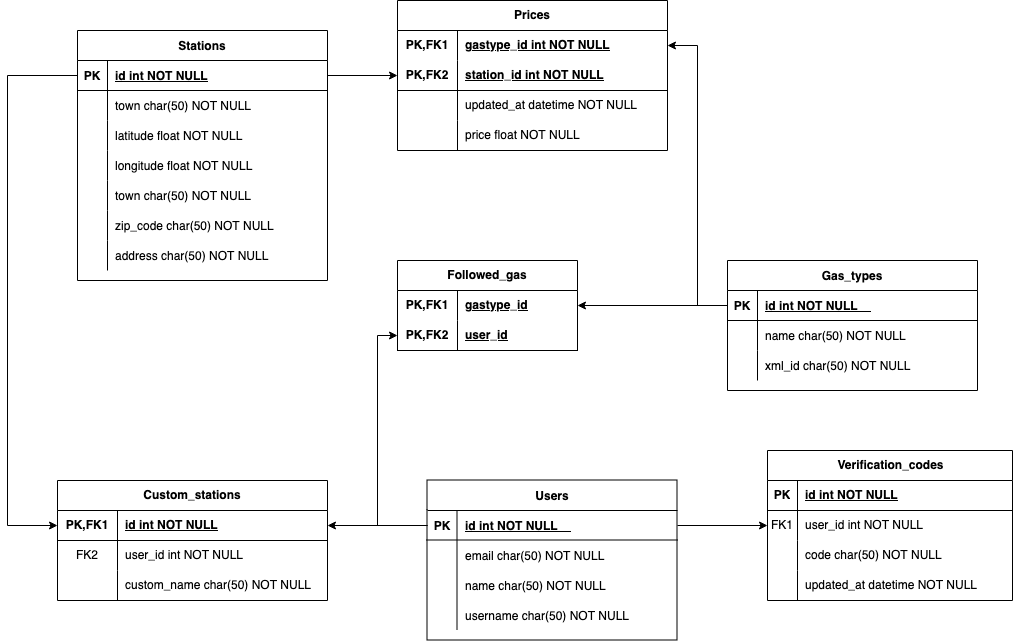 Prices
PK,FK1 gastype_id int NOT NULL
PK,FK2 station_id int NOT NULL
updated_at datetime NOT NULL
price float NOT NULL
Stations
PK id int NOT NULL
town char(50) NOT NULL
latitude float NOT NULL
longitude float NOT NULL
town char(50) NOT NULL
zip_code char(50) NOT NULL
address char(50) NOT NULL
Followed_gas
PK,FK1 gastype_id
PK,FK2 user_id
Gas_types
PK id int NOT NULL
name char(50) NOT NULL
xml_id char(50) NOT NULL
Custom_stations
PK,FK1 id int NOT NULL
FK2 user_id int NOT NULL
custom_name char(50) NOT NULL
Users
PK id int NOT NULL
email char(50) NOT NULL
name char(50) NOT NULL
username char(50) NOT NULL
Verification_codes
PK id int NOT NULL
FK1 user_id int NOT NULL
code char(50) NOT NULL
updated_at datetime NOT NULL